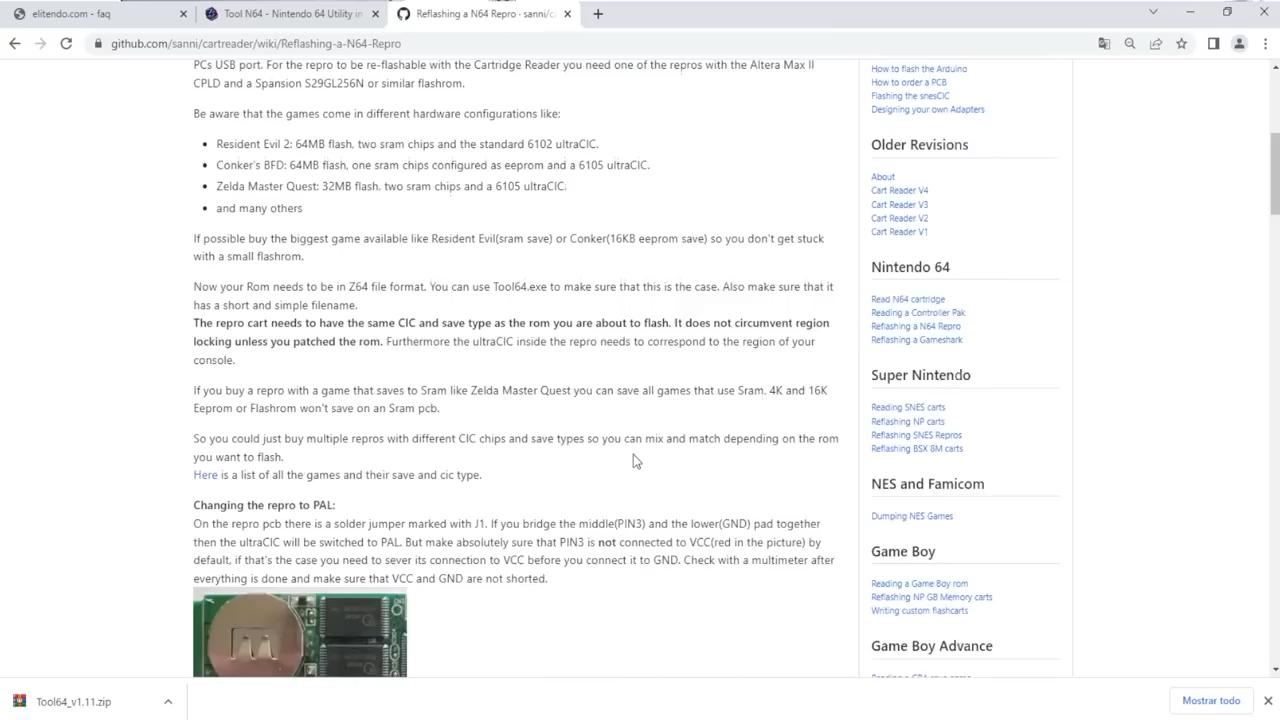 elitendo.com - faq
Tool N64 - Nintendo 64 Utility in
Reflashing a N64 Repro · sanni/c
github.com/sanni/cartreader/wiki/Reflashing-a-N64-Repro
PCs USB port. For the repro to be re-flashable with the Cartridge Reader you need one of the repros with the Altera Max II
CPLD and a Spansion S29GL256N or similar flashrom.
Be aware that the games come in different hardware configurations like:
Resident Evil 2: 64MB flash, two sram chips and the standard 6102 ultraCIC.
Conker's BFD: 64MB flash, one sram chips configured as eeprom and a 6105 ultraCIC.
Zelda Master Quest: 32MB flash, two sram chips and a 6105 ultraCIC.
and many others
If possible buy the biggest game available like Resident Evil(sram save) or Conker(16KB eeprom save) so you don't get stuck
with a small flashrom.
Now your Rom needs to be in Z64 file format. You can use Tool64.exe to make sure that this is the case. Also make sure that it
has a short and simple filename.
The repro cart needs to have the same CIC and save type as the rom you are about to flash. It does not circumvent region
locking unless you patched the rom. Furthermore the ultraCIC inside the repro needs to correspond to the region of your
console.
If you buy a repro with a game that saves to Sram like Zelda Master Quest you can save all games that use Sram. 4K and 16K
Eeprom or Flashrom won't save on an Sram pcb.
So you could just buy multiple repros with different CIC chips and save types so you can mix and match depending on the rom
you want to flash.
Here is a list of all the games and their save and cic type.
Changing the repro to PAL:
On the repro pcb there is a solder jumper marked with J1. If you bridge the middle(PIN3) and the lower(GND) pad together
then the ultraCIC will be switched to PAL. But make absolutely sure that PIN3 is not connected to VCC(red in the picture) by
default, if that's the case you need to sever its connection to VCC before you connect it to GND. Check with a multimeter after
everything is done and make sure that VCC and GND are not shorted.
How to flash the Arduino
How to order a PCB
Flashing the snesCIC
Designing your own Adapters
Older Revisions
About
Cart Reader V4
Cart Reader V3
Cart Reader V2
Cart Reader V1
Nintendo 64
Read N64 cartridge
Reading a Controller Pak
Reflashing a N64 Repro
Reflashing a Gameshark
Super Nintendo
Reading SNES carts
Reflashing NP carts
Reflashing SNES Repros
Reflashing BSX 8M carts
NES and Famicom
Dumping NES Games
Game Boy
Reading a Game Boy rom
Reflashing NP GB Memory carts
Writing custom flashcarts
Game Boy Advance
Tool64_v1.11.zip
Mostrar todo